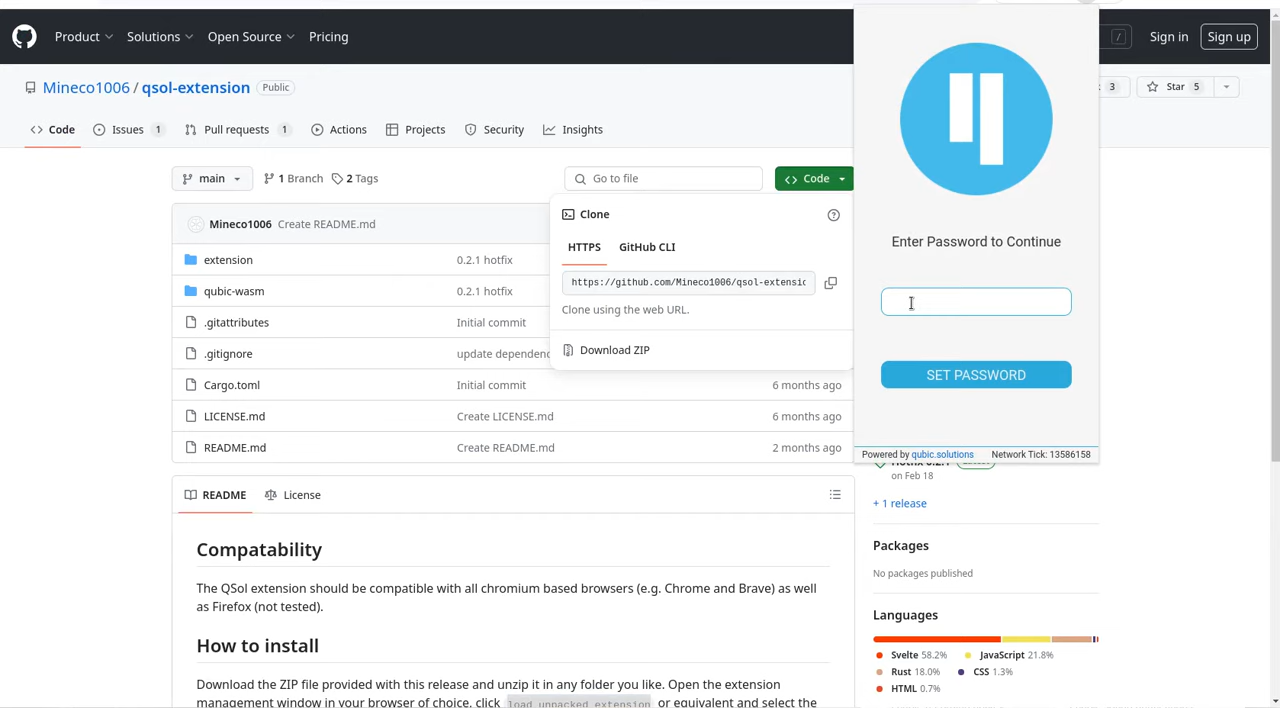 Product Solutions Open Source Pricing / Sign in Sign up
Mineco1006 / qsol-extension Public
3 Star 5
Code Issues 1 Pull requests 1 Actions Projects Security Insights
main 1 Branch 2 Tags Go to file Code
Mineco1006 Create README.md
extension 0.2.1 hotfix
qubic-wasm 0.2.1 hotfix
.gitattributes Initial commit
.gitignore update dependenc
Cargo.toml Initial commit 6 months ago
LICENSE.md Create LICENSE.md 6 months ago
README.md Create README.md 2 months ago
Clone
HTTPS GitHub CLI
https://github.com/Mineco1006/qsol-extensic
Clone using the web URL.
Download ZIP
Enter Password to Continue
SET PASSWORD
Powered by qubic.solutions Network Tick: 13586158
on Feb 18
+ 1 release
Packages
No packages published
Languages
Svelte 58.2% JavaScript 21.8%
Rust 18.0% CSS 1.3%
HTML 0.7%
README License
Compatability
The QSol extension should be compatible with all chromium based browsers (e.g. Chrome and Brave) as well
as Firefox (not tested).
How to install
Download the ZIP file provided with this release and unzip it in any folder you like. Open the extension
management window in your browser of choice, click load unpacked extension or equivalent and select the